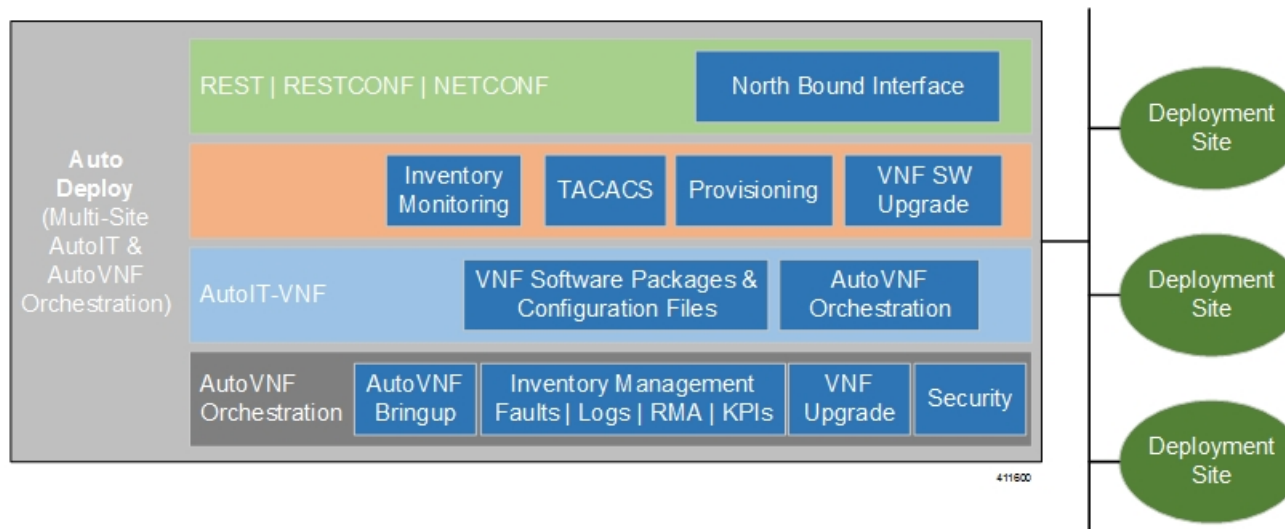 Auto
Deploy
(Multi-Site
AutoIT &
AutoVNF
Orchestration)
REST | RESTCONF | NETCONF
North Bound Interface
Inventory
Monitoring
TACACS
Provisioning
VNF SW
Upgrade
AutoIT-VNF
VNF Software Packages &
Configuration Files
AutoVNF
Orchestration
AutoVNF
Orchestration
AutoVNF
Bringup
Inventory Management
Faults | Logs | RMA | KPIs
VNF
Upgrade
Security
411600
Deployment
Site
Deployment
Site
Deployment
Site